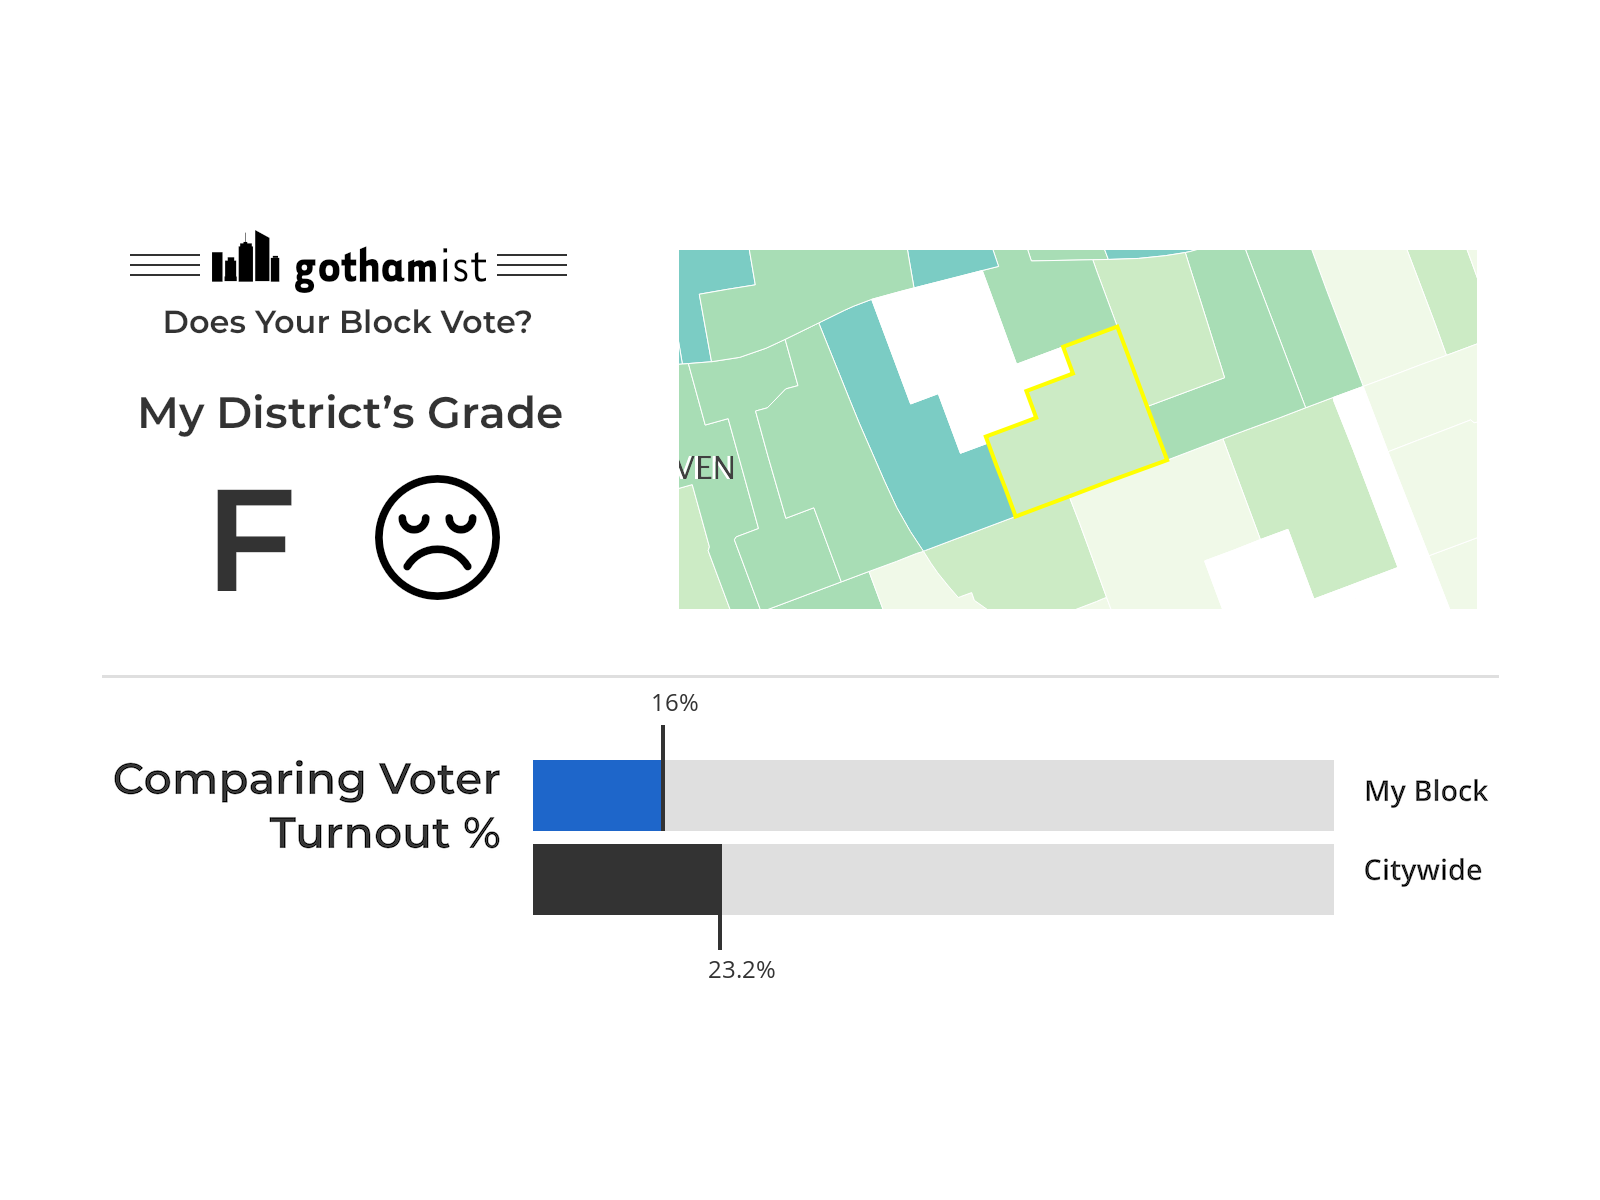 gothamist
Does Your Block Vote?
My District’s Grade
F
VEN
16%
Comparing Voter
Turnout %
My Block
Citywide
23.2%